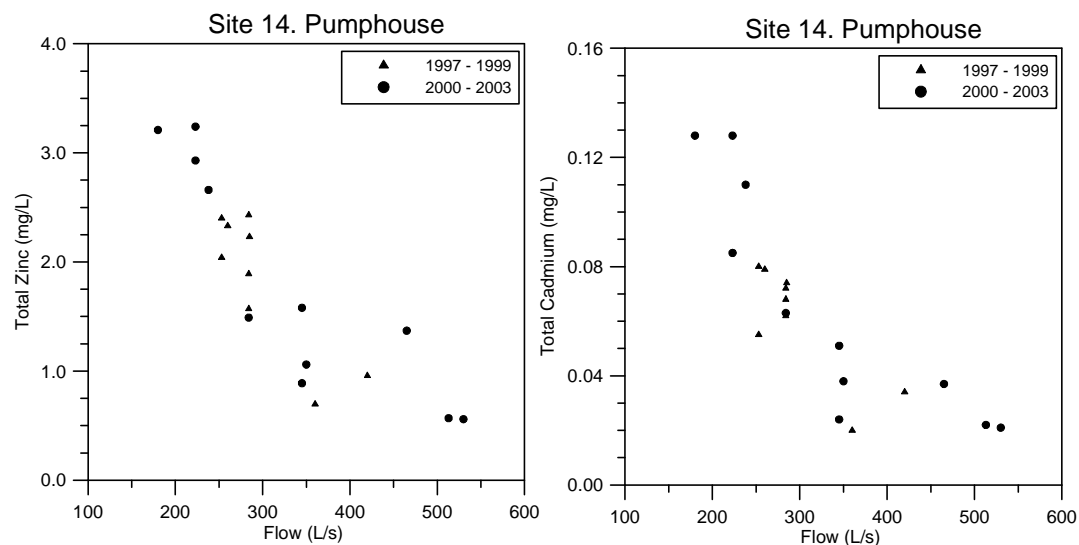 Site 14. Pumphouse
1997 - 1999
2000 - 2003
4.0
3.0
2.0
1.0
0.0
Total Zinc (mg/L)
100 200 300 400 500 600
Flow (L/s)
Site 14. Pumphouse
1997 - 1999
2000 - 2003
0.16
0.12
0.08
0.04
0.00
Total Cadmium (mg/L)
100 200 300 400 500 600
Flow (L/s)